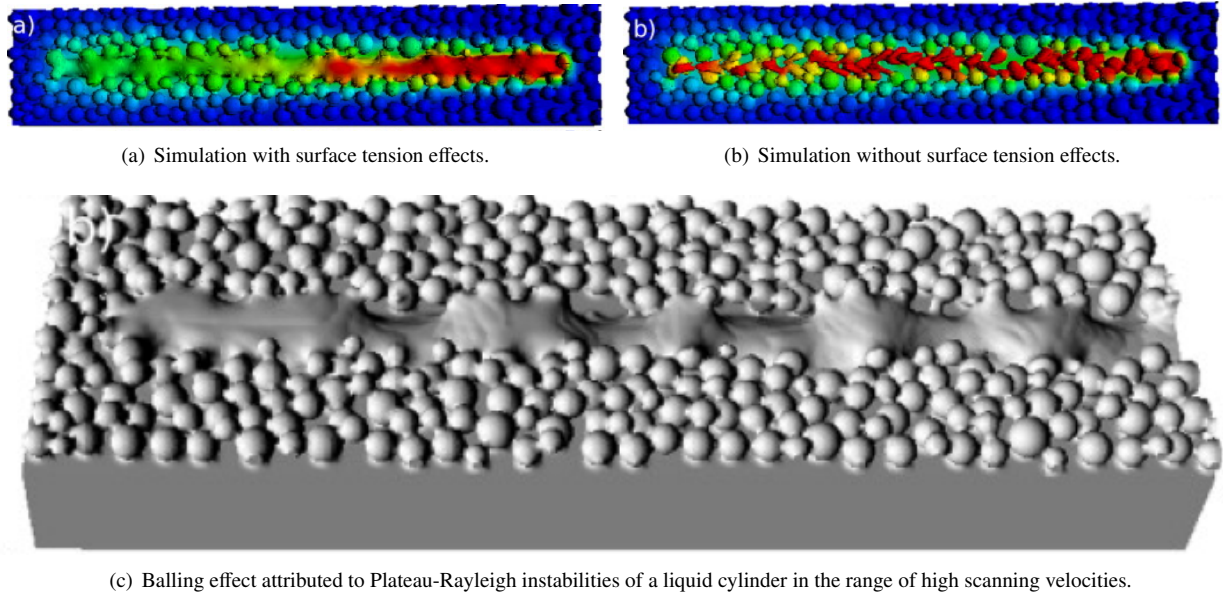 a)
b)
(a) Simulation with surface tension effects.
(b) Simulation without surface tension effects.
b)
(c) Balling effect attributed to Plateau-Rayleigh instabilities of a liquid cylinder in the range of high scanning velocities.